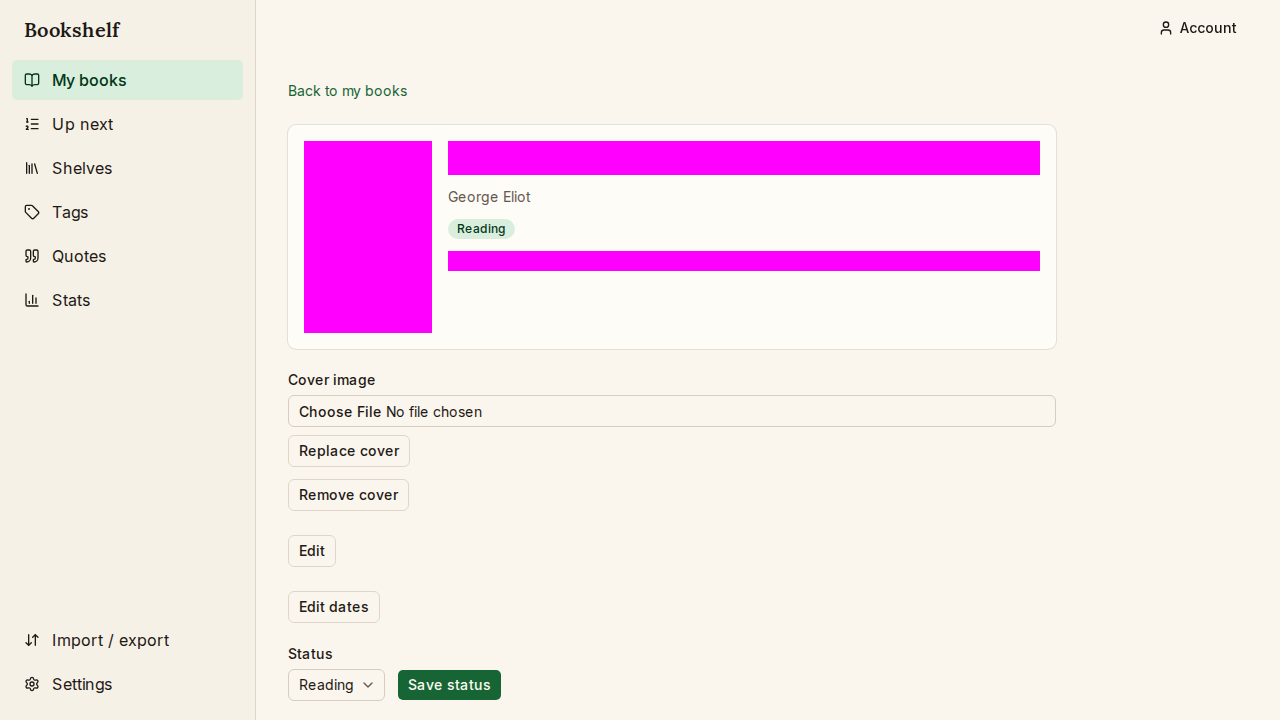 Bookshelf
Account
My books
Up next
Shelves
Tags
Quotes
Stats
Import / export
Settings
Back to my books
George Eliot
Reading
Cover image
Choose File No file chosen
Replace cover
Remove cover
Edit
Edit dates
Status
Reading
Save status